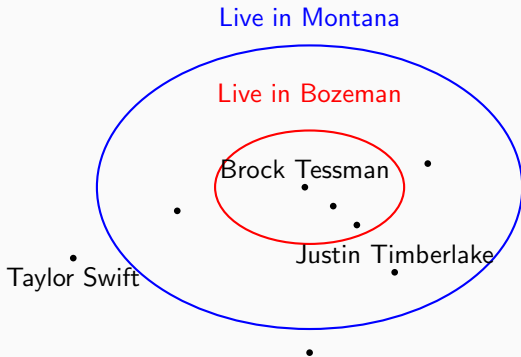 Live in Montana
Live in Bozeman
Brock Tessman
Justin Timberlake
Taylor Swift